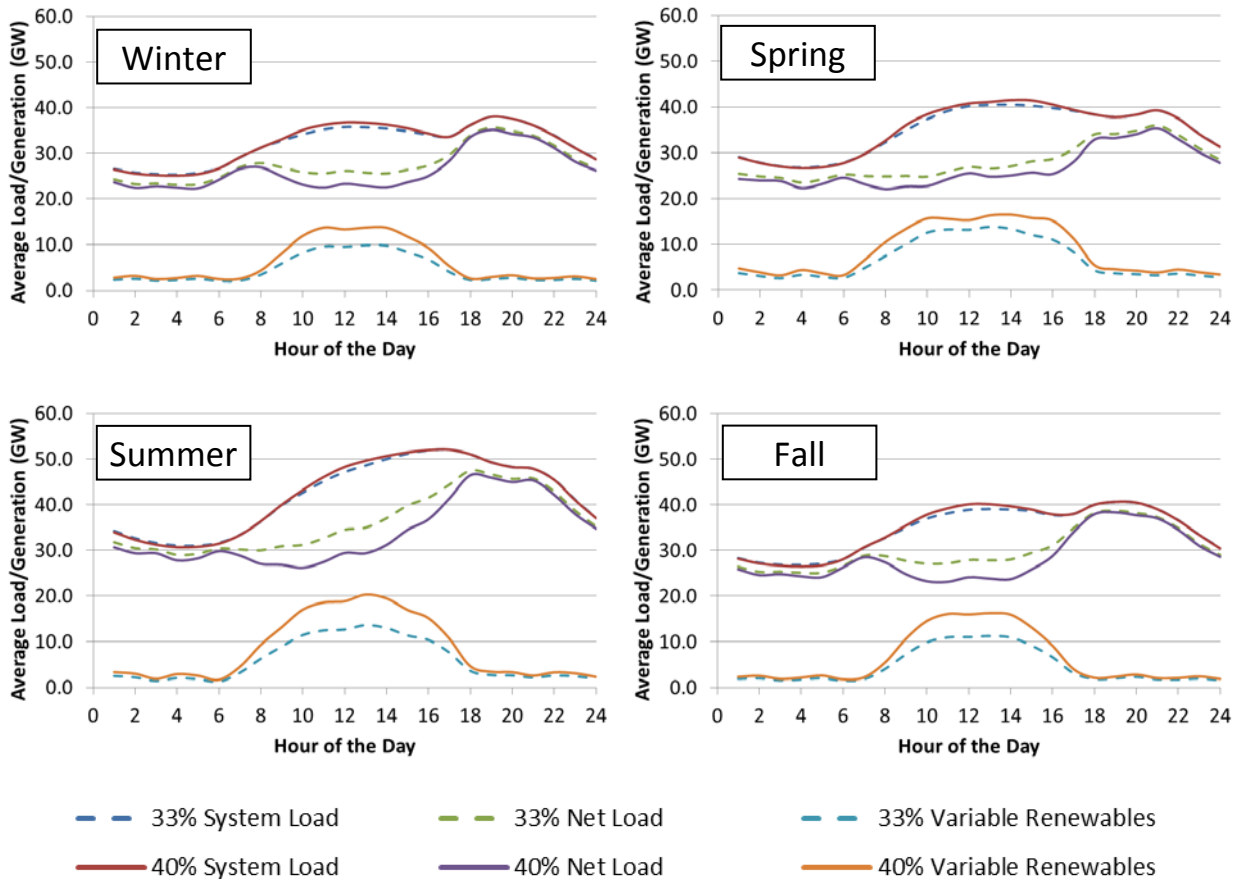 Average Load/Generation (GW)
Winter
60.0
50.0
40.0
30.0
20.0
10.0
0.0
0 2 4 6 8 10 12 14 16 18 20 22 24
Hour of the Day
Average Load/Generation (GW)
Spring
60.0
50.0
40.0
30.0
20.0
10.0
0.0
0 2 4 6 8 10 12 14 16 18 20 22 24
Hour of the Day
Average Load/Generation (GW)
Summer
60.0
50.0
40.0
30.0
20.0
10.0
0.0
0 2 4 6 8 10 12 14 16 18 20 22 24
Hour of the Day
Average Load/Generation (GW)
Fall
60.0
50.0
40.0
30.0
20.0
10.0
0.0
0 2 4 6 8 10 12 14 16 18 20 22 24
Hour of the Day
33% System Load 33% Net Load 33% Variable Renewables
40% System Load 40% Net Load 40% Variable Renewables